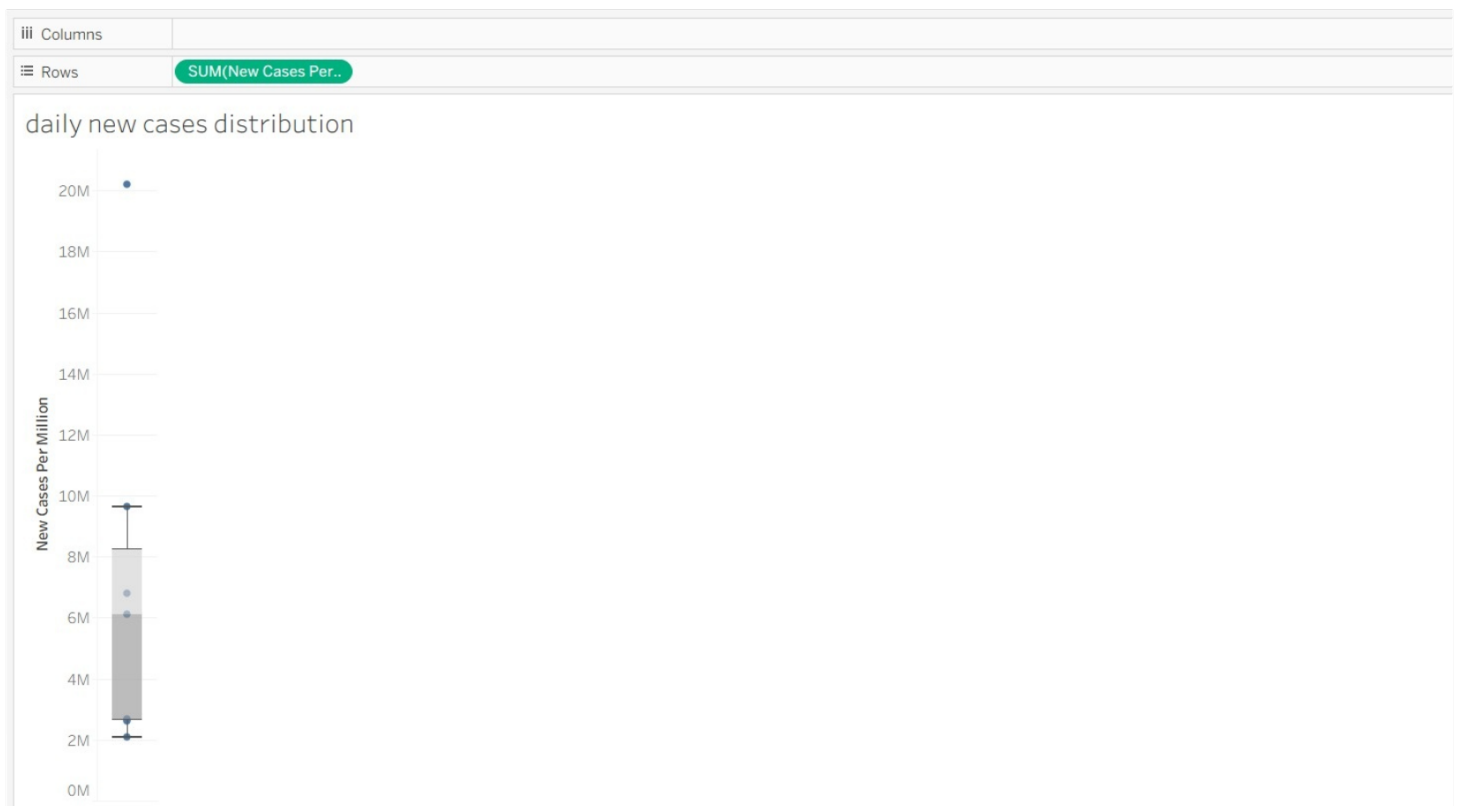 Columns
Rows
SUM(New Cases Per..
daily new cases distribution
20M
18M
16M
14M
12M
10M
8M
6M
4M
2M
0M
New Cases Per Million